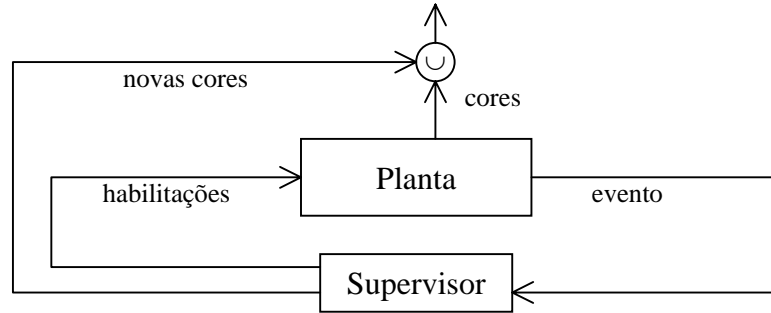 ∪
novas cores
cores
Planta
habilitações
evento
Supervisor